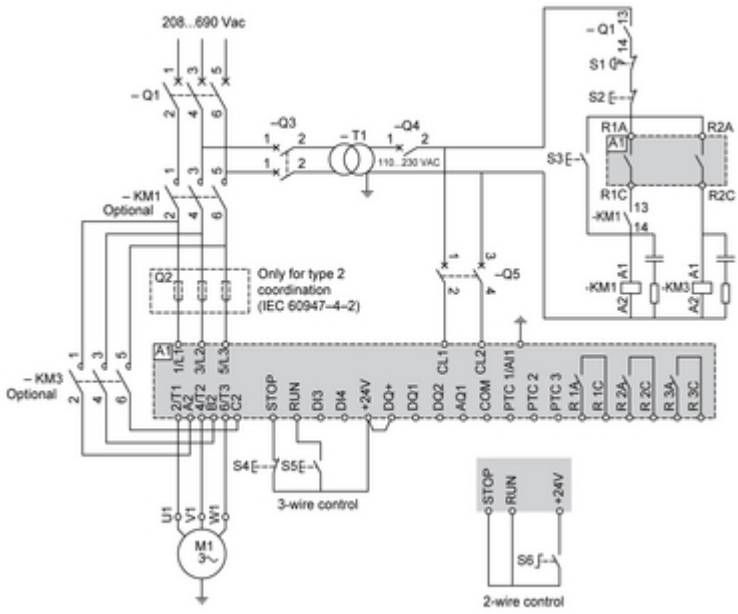 208...690 Vac
– Q1
1 3 5
2 4 6
–Q3
1 2
1 2
– T1
110...230 VAC
–Q4
1 2
– Q1
13
14
S1
S2
R1A R2A
A1
S3
R1C R2C
-KM1
13
14
-KM1 A1 A2
-KM3 A1 A2
– KM1
Optional
1 3 5
2 4 6
Q2
Only for type 2
coordination
(IEC 60947–4–2)
1 3
–Q5
2 4
– KM3
Optional
1 3 5
2 4 6
A1
1/L1 3/L2 5/L3 CL1 CL2
2/T1 A2 4/T2 B2 6/T3 C2 STOP RUN DI3 DI4 +24V DQ+ DQ1 DQ2 AQ1 COM PTC 1/AI1 PTC 2 PTC 3 R 1A R 1C R 2A R 2C R 3A R 3C
S4 S5
3-wire control
U1 V1 W1
M1
3
STOP RUN +24V
S6
2-wire control